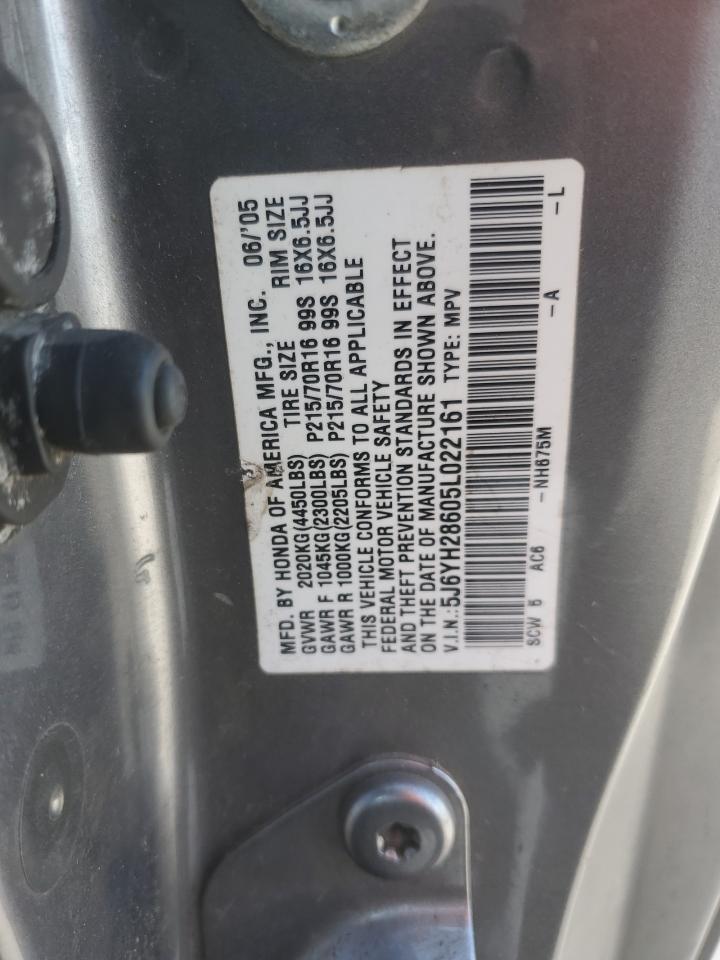 MFD. BY HONDA OF AMERICA MFG., INC. 06/'05
GVWR 2020KG(4450LBS) TIRE SIZE RIM SIZE
GAWR F 1045KG(2300LBS) P215/70R16 99S 16X6.5JJ
GAWR R 1000KG(2205LBS) P215/70R16 99S 16X6.5JJ
THIS VEHICLE CONFORMS TO ALL APPLICABLE
FEDERAL MOTOR VEHICLE SAFETY
AND THEFT PREVENTION STANDARDS IN EFFECT
ON THE DATE OF MANUFACTURE SHOWN ABOVE.
V.I.N.:5J6YH28605L022161 TYPE: MPV
SCW 5 AC6 -NH675M -A -L